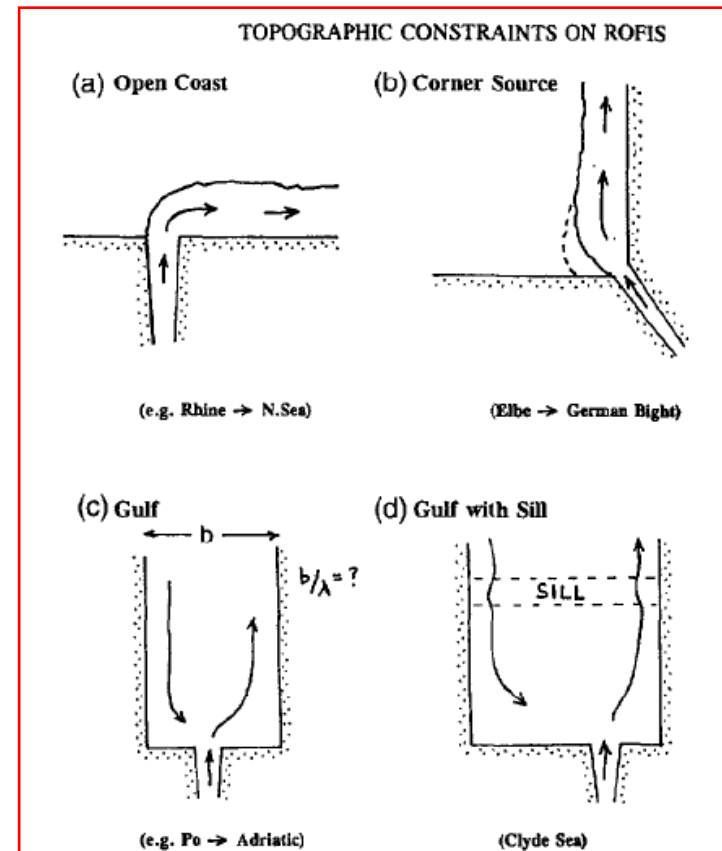 TOPOGRAPHIC CONSTRAINTS ON ROFIS
(a) Open Coast
(b) Corner Source
(e.g. Rhine → N.Sea)
(Elbe → German Bight)
(c) Gulf
b
b/λ = ?
(d) Gulf with Sill
SILL
(e.g. Po → Adriatic)
(Clyde Sea)